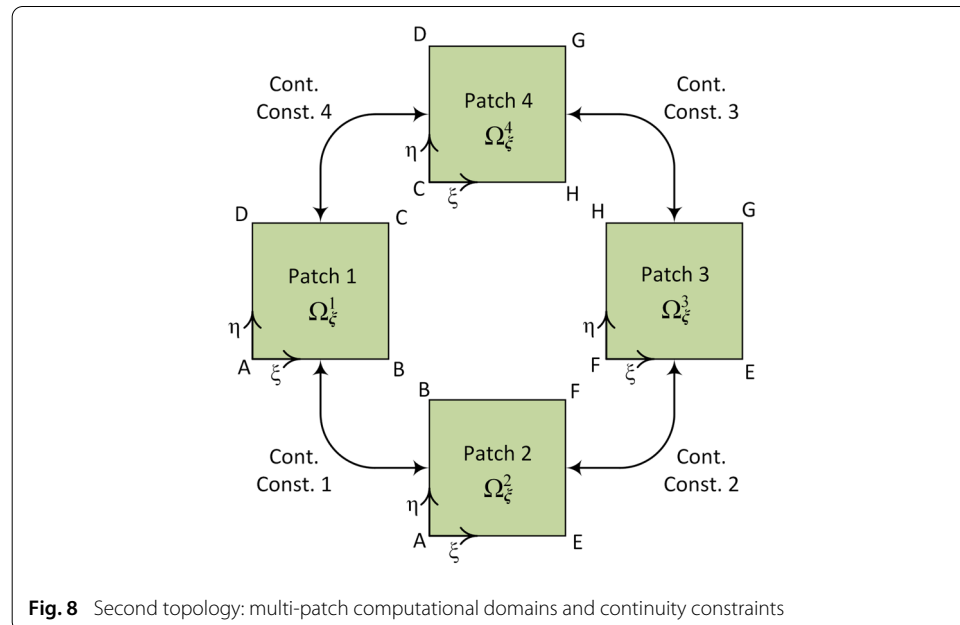 D
G
Cont.
Const. 4
Patch 4
Ω⁴ξ
Cont.
Const. 3
η
C
ξ
H
D
C
H
G
Patch 1
Ω¹ξ
Patch 3
Ω³ξ
η
A
ξ
B
η
F
ξ
E
B
F
Cont.
Const. 1
Patch 2
Ω²ξ
Cont.
Const. 2
η
A
ξ
E
Fig. 8 Second topology: multi-patch computational domains and continuity constraints